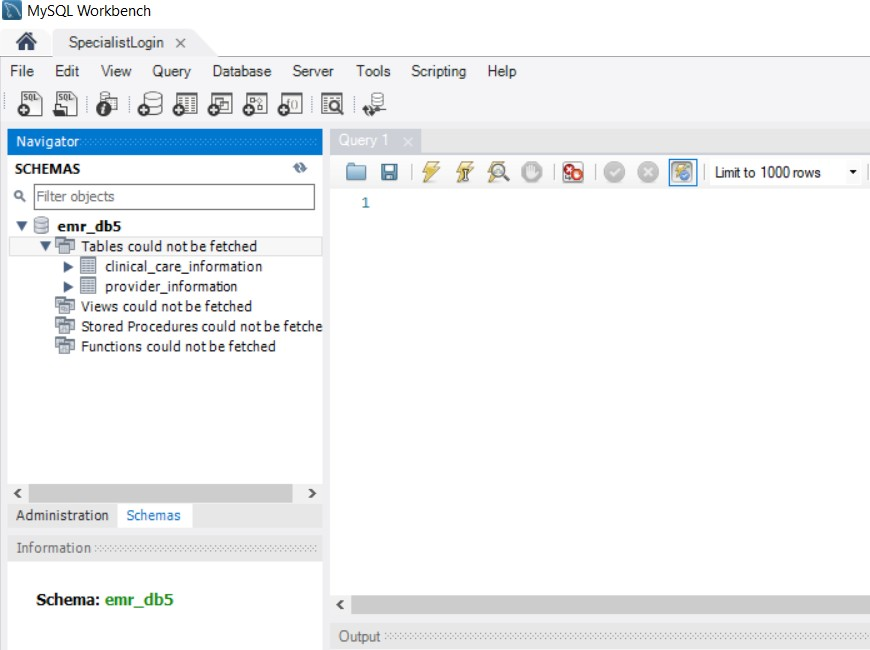 MySQL Workbench
SpecialistLogin
File Edit View Query Database Server Tools Scripting Help
SQL SQL
Navigator
SCHEMAS
Filter objects
emr_db5
Tables could not be fetched
clinical_care_information
provider_information
Views could not be fetched
Stored Procedures could not be fetche
Functions could not be fetched
Administration Schemas
Information
Schema: emr_db5
Query 1
Limit to 1000 rows
1
Output